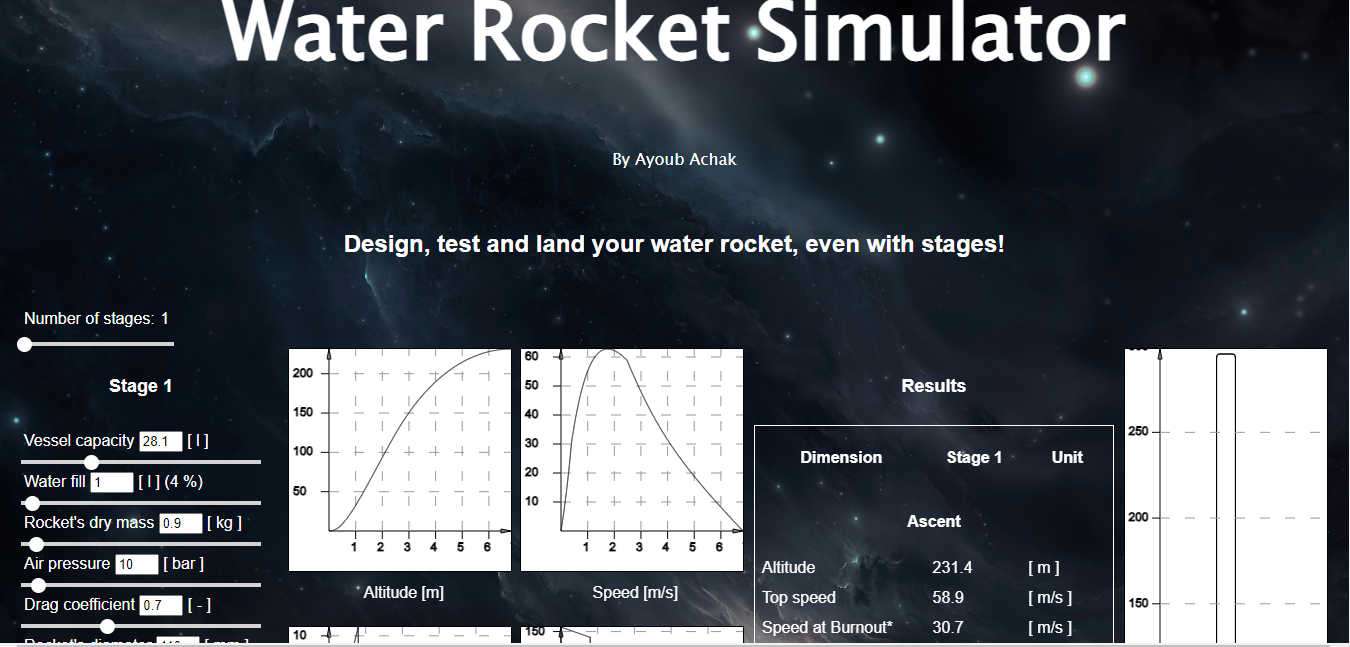 Water Rocket Simulator
By Ayoub Achak
Design, test and land your water rocket, even with stages!
Number of stages: 1
Stage 1
Vessel capacity 28.1 [ l ]
Water fill 1 [ l ] (4 %)
Rocket's dry mass 0.9 [ kg ]
Air pressure 10 [ bar ]
Drag coefficient 0.7 [ - ]
200
150
100
50
1 2 3 4 5 6
Altitude [m]
60
50
40
30
20
10
1 2 3 4 5 6
Speed [m/s]
10
150
Results
Dimension Stage 1 Unit
Ascent
Altitude 231.4 [ m ]
Top speed 58.9 [ m/s ]
Speed at Burnout* 30.7 [ m/s ]
250
200
150